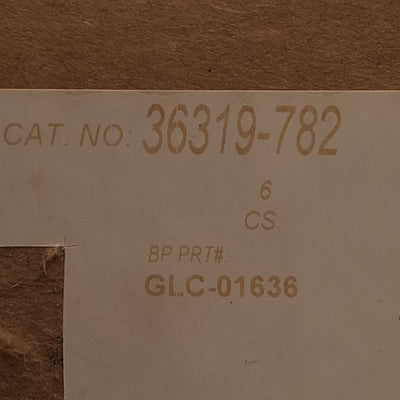 CAT. NO: 36319-782
6
CS
BP PRT#:
GLC-01636